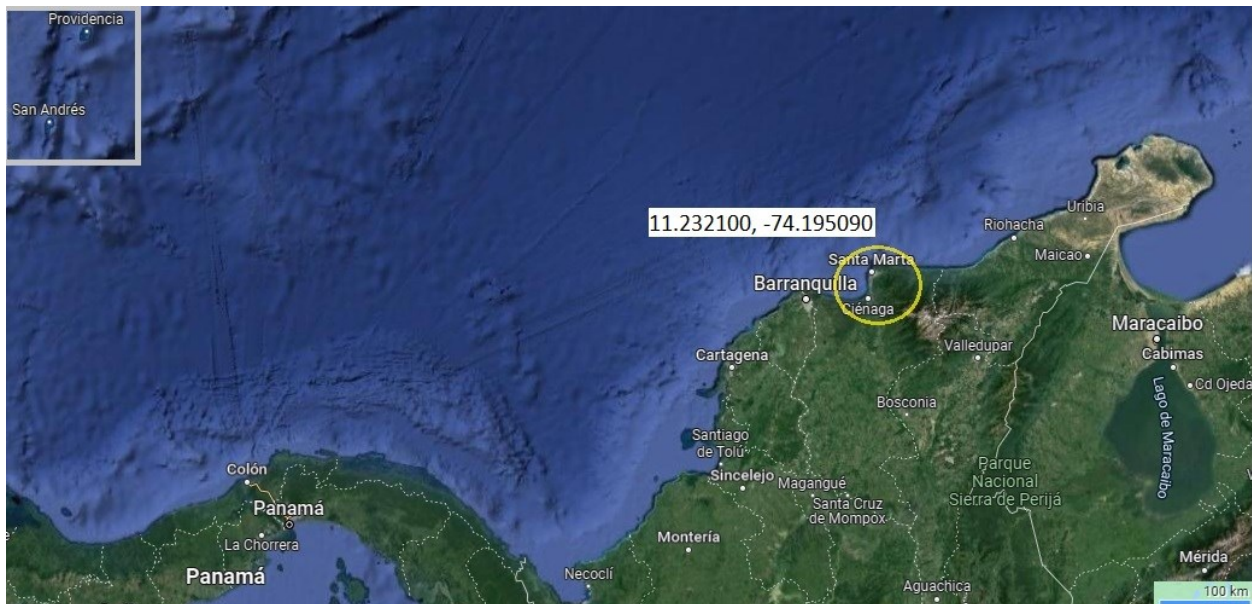 Providencia
San Andrés
11.232100, -74.195090
Uribia
Riohacha
Maicao
Santa Marta
Barranquilla
Ciénaga
Maracaibo
Cabimas
Cd Ojeda
Valledupar
Cartagena
Bosconia
Lago de Maracaibo
Santiago
de Tolú
Sincelejo
Magangué
Santa Cruz
de Mompox
Parque
Nacional
Sierra de Perijá
Colón
Panamá
La Chorrera
Panamá
Montería
Necoclí
Aguachica
Mérida
100 km